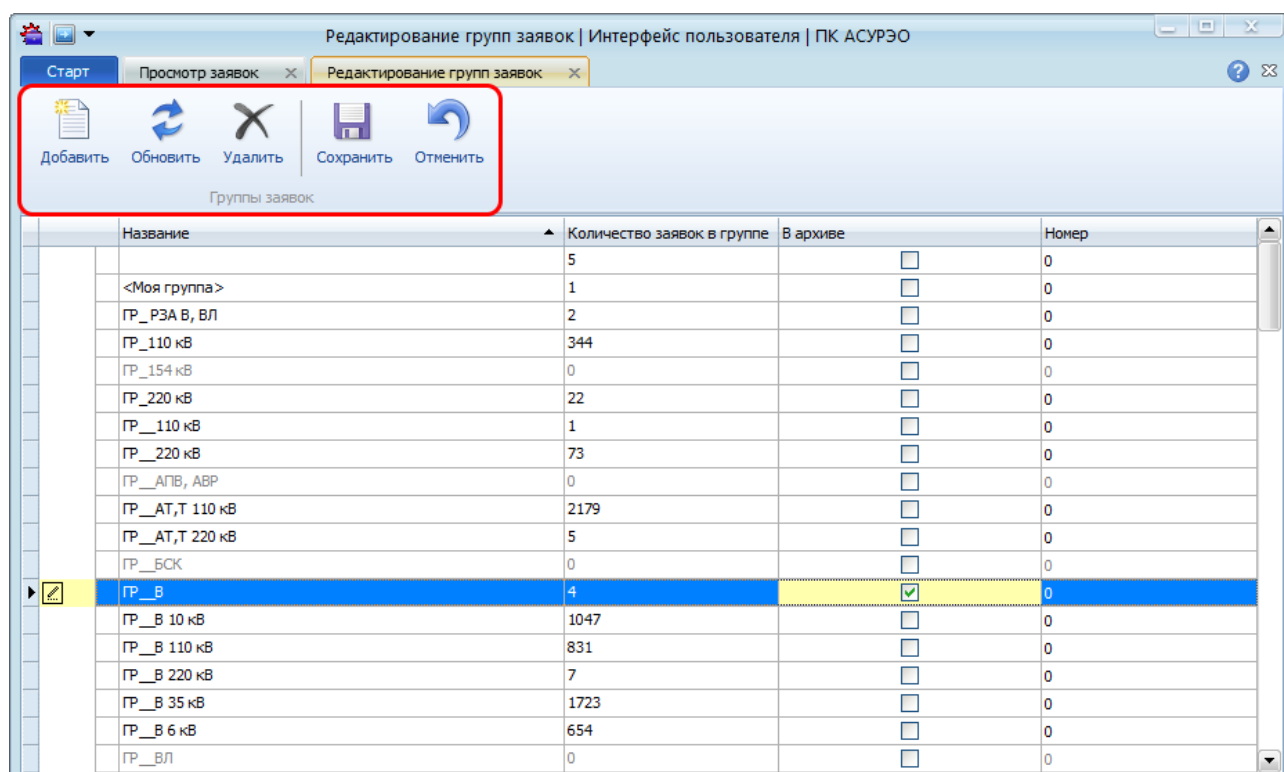 Редактирование групп заявок | Интерфейс пользователя | ПК АСУРЭО
Старт Просмотр заявок Редактирование групп заявок
Добавить Обновить Удалить Сохранить Отменить
Группы заявок
Название Количество заявок в группе В архиве Номер
5 0
<Моя группа> 1 0
ГР_РЗА В, ВЛ 2 0
ГР_110 кВ 344 0
ГР_154 кВ 0 0
ГР_220 кВ 22 0
ГР__110 кВ 1 0
ГР__220 кВ 73 0
ГР__АПВ, АВР 0 0
ГР__АТ,Т 110 кВ 2179 0
ГР__АТ,Т 220 кВ 5 0
ГР__БСК 0 0
ГР__В 4 0
ГР__В 10 кВ 1047 0
ГР__В 110 кВ 831 0
ГР__В 220 кВ 7 0
ГР__В 35 кВ 1723 0
ГР__В 6 кВ 654 0
ГР__ВЛ 0 0